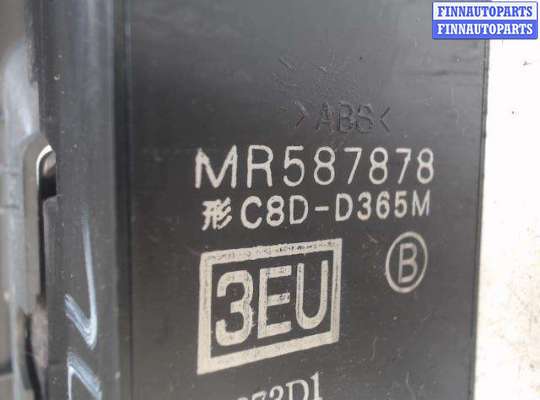 FINNAUTOPARTS
FINNAUTOPARTS
>ABS<
MR587878
形 C8D-D365M
B
3EU